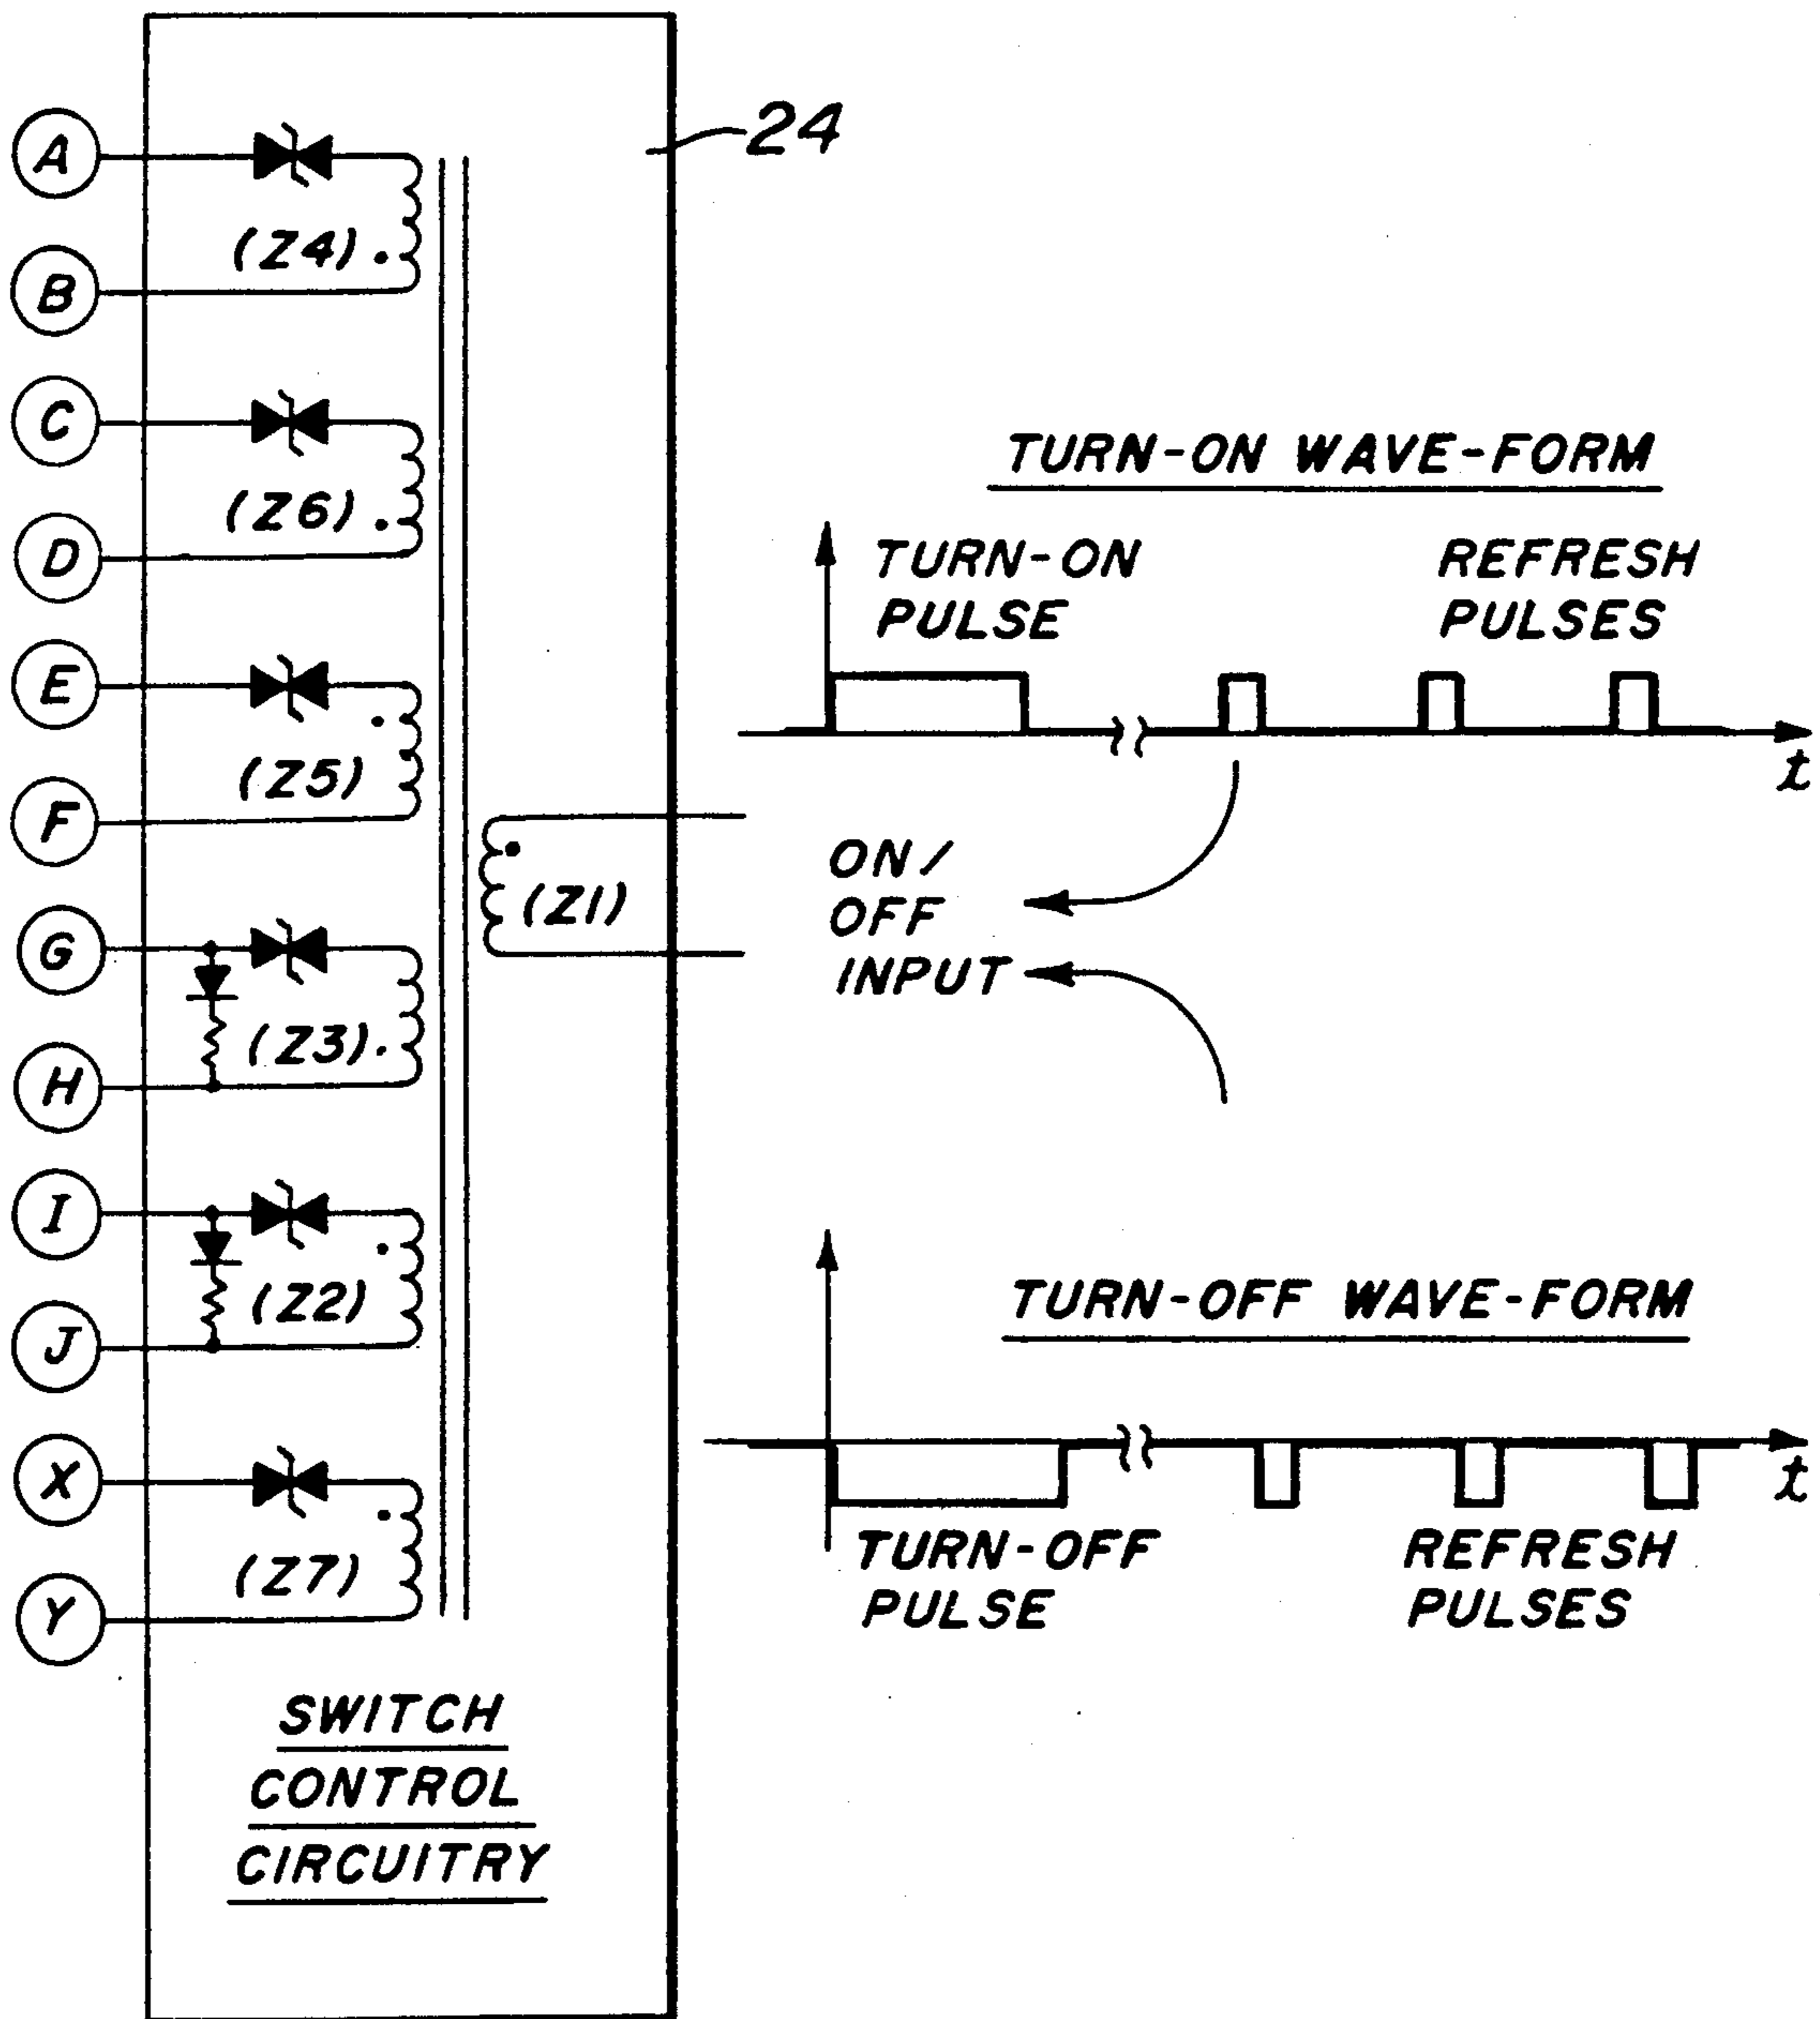 24
A
(Z4)
B
C
(Z6)
D
E
(Z5)
F
G
(Z3)
H
I
(Z2)
J
X
(Z7)
Y
(Z1)
SWITCH
CONTROL
CIRCUITRY
TURN-ON WAVE-FORM
TURN-ON
PULSE
REFRESH
PULSES
t
ON/
OFF
INPUT
TURN-OFF WAVE-FORM
t
TURN-OFF
PULSE
REFRESH
PULSES